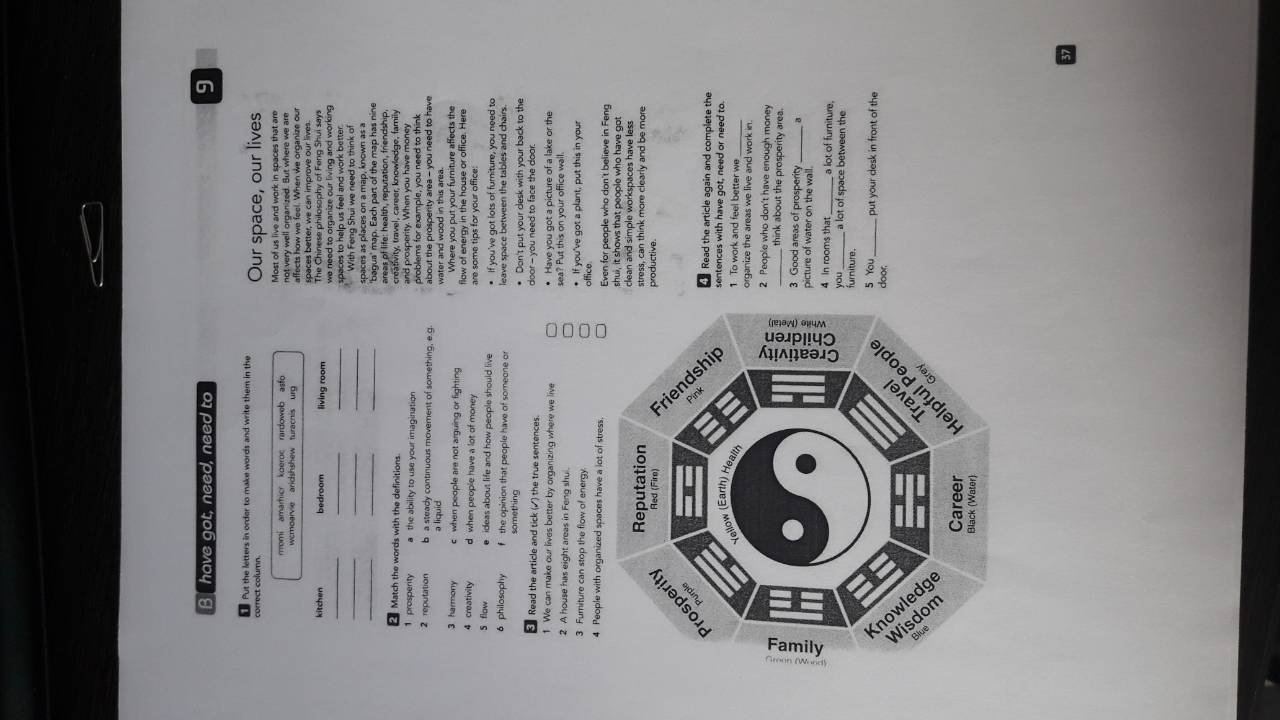 B have got, need, need to
9
1 Put the letters in order to make words and write them in the
correct column.
rromi amarhicr koeroc rardoweb asfo
wcmoarvie aridshshew turacnis urg
kitchen bedroom living room
2 Match the words with the definitions.
1 prosperity a the ability to use your imagination
2 reputation b a steady continuous movement of something, e.g.
a liquid
3 harmony c when people are not arguing or fighting
4 creativity d when people have a lot of money
5 flow e ideas about life and how people should live
6 philosophy f the opinion that people have of someone or
something
3 Read the article and tick (✓) the true sentences.
1 We can make our lives better by organizing where we live
2 A house has eight areas in Feng shui.
3 Furniture can stop the flow of energy.
4 People with organized spaces have a lot of stress.
Reputation
Red (Fire)
Friendship
Pink
Prosperity
Purple
Yellow (Earth) Health
Family
Green (Wood)
Creativity
Children
White (Metal)
Knowledge
Wisdom
Blue
Travel
Helpful People
Grey
Career
Black (Water)
Our space, our lives
Most of us live and work in spaces that are
not very well organized. But where we are
affects how we feel. When we organize our
spaces better, we can improve our lives.
The Chinese philosophy of Feng Shui says
we need to organize our living and working
spaces to help us feel and work better.
With Feng Shui we need to think of
spaces as places on a map, known as a
'bagua' map. Each part of the map has nine
areas of life: health, reputation, friendship,
creativity, travel, career, knowledge, family
and prosperity. When you have money
problems for example, you need to think
about the prosperity area – you need to have
water and wood in this area.
Where you put your furniture affects the
flow of energy in the house or office. Here
are some tips for your office:
• If you've got lots of furniture, you need to
leave space between the tables and chairs.
• Don't put your desk with your back to the
door – you need to face the door.
• Have you got a picture of a lake or the
sea? Put this on your office wall.
• If you've got a plant, put this in your
office.
Even for people who don't believe in Feng
shui, it shows that people who have got
clean and simple workspaces have less
stress, can think more clearly and be more
productive.
4 Read the article again and complete the
sentences with have got, need or need to.
1 To work and feel better we ______
organize the areas we live and work in.
2 People who don't have enough money
______ think about the prosperity area.
3 Good areas of prosperity ______ a
picture of water on the wall.
4 In rooms that ______ a lot of furniture,
you ______ a lot of space between the
furniture.
5 You ______ put your desk in front of the
door.
37